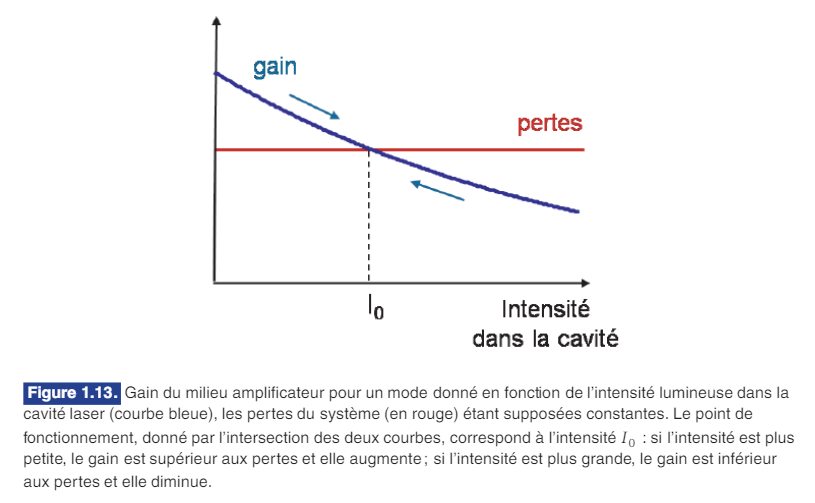 gain
pertes
I₀
Intensité
dans la cavité
Figure 1.13. Gain du milieu amplificateur pour un mode donné en fonction de l’intensité lumineuse dans la
cavité laser (courbe bleue), les pertes du système (en rouge) étant supposées constantes. Le point de
fonctionnement, donné par l’intersection des deux courbes, correspond à l’intensité I₀ : si l’intensité est plus
petite, le gain est supérieur aux pertes et elle augmente ; si l’intensité est plus grande, le gain est inférieur
aux pertes et elle diminue.